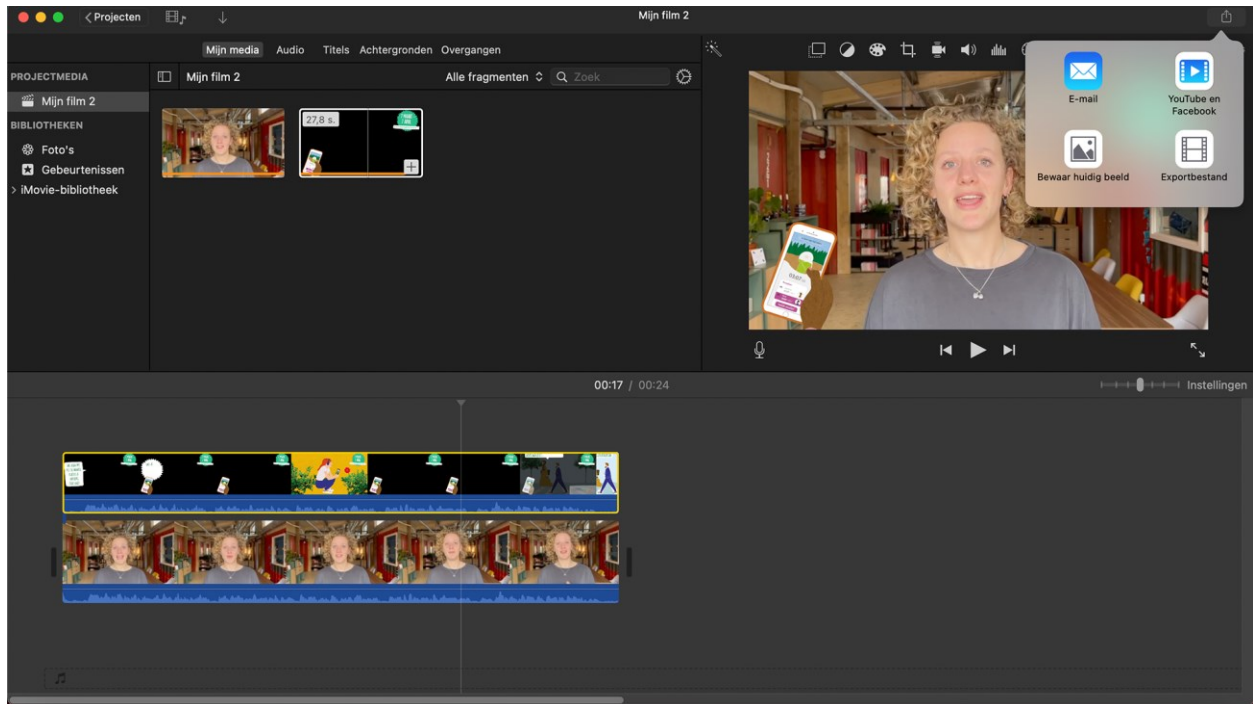 Projecten
Mijn film 2
Mijn media
Audio
Titels
Achtergronden
Overgangen
PROJECTMEDIA
Mijn film 2
BIBLIOTHEKEN
Foto's
Gebeurtenissen
iMovie-bibliotheek
Mijn film 2
Alle fragmenten
Zoek
27,8 s.
E-mail
YouTube en
Facebook
Bewaar huidig beeld
Exportbestand
00:17 / 00:24
Instellingen